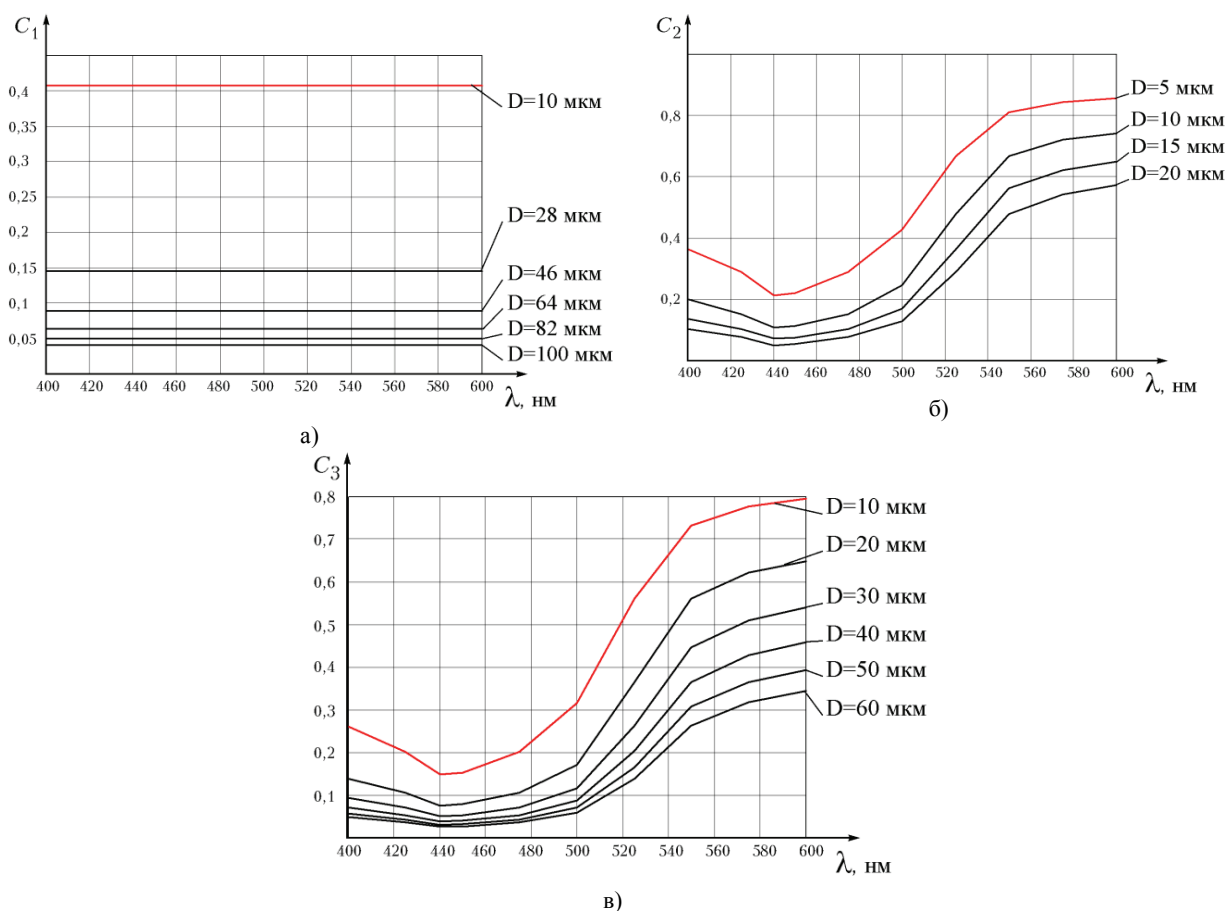 C1
0,4
0,35
0,3
0,25
0,2
0,15
0,1
0,05
400 420 440 460 480 500 520 540 560 580 600
λ, нм
D=10 мкм
D=28 мкм
D=46 мкм
D=64 мкм
D=82 мкм
D=100 мкм
а)
C2
0,8
0,6
0,4
0,2
400 420 440 460 480 500 520 540 560 580 600
λ, нм
D=5 мкм
D=10 мкм
D=15 мкм
D=20 мкм
б)
C3
0,8
0,7
0,6
0,5
0,4
0,3
0,2
0,1
400 420 440 460 480 500 520 540 560 580 600
λ, нм
D=10 мкм
D=20 мкм
D=30 мкм
D=40 мкм
D=50 мкм
D=60 мкм
в)